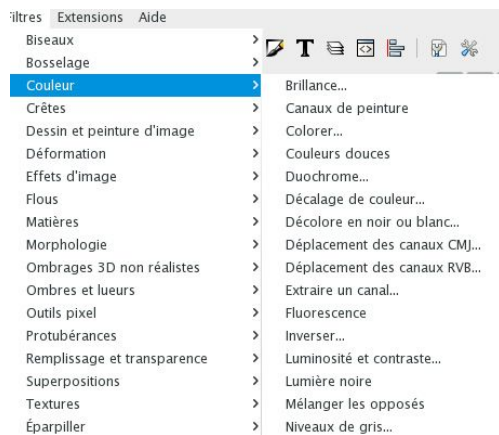 iltres Extensions Aide
Biseaux
Bosselage
Couleur
Crêtes
Dessin et peinture d'image
Déformation
Effets d'image
Flous
Matières
Morphologie
Ombrages 3D non réalistes
Ombres et lueurs
Outils pixel
Protubérances
Remplissage et transparence
Superpositions
Textures
Éparpiller
Brillance...
Canaux de peinture
Colorer...
Couleurs douces
Duochrome...
Décalage de couleur...
Décolore en noir ou blanc...
Déplacement des canaux CMJ...
Déplacement des canaux RVB...
Extraire un canal...
Fluorescence
Inverser...
Luminosité et contraste...
Lumière noire
Mélanger les opposés
Niveaux de gris...